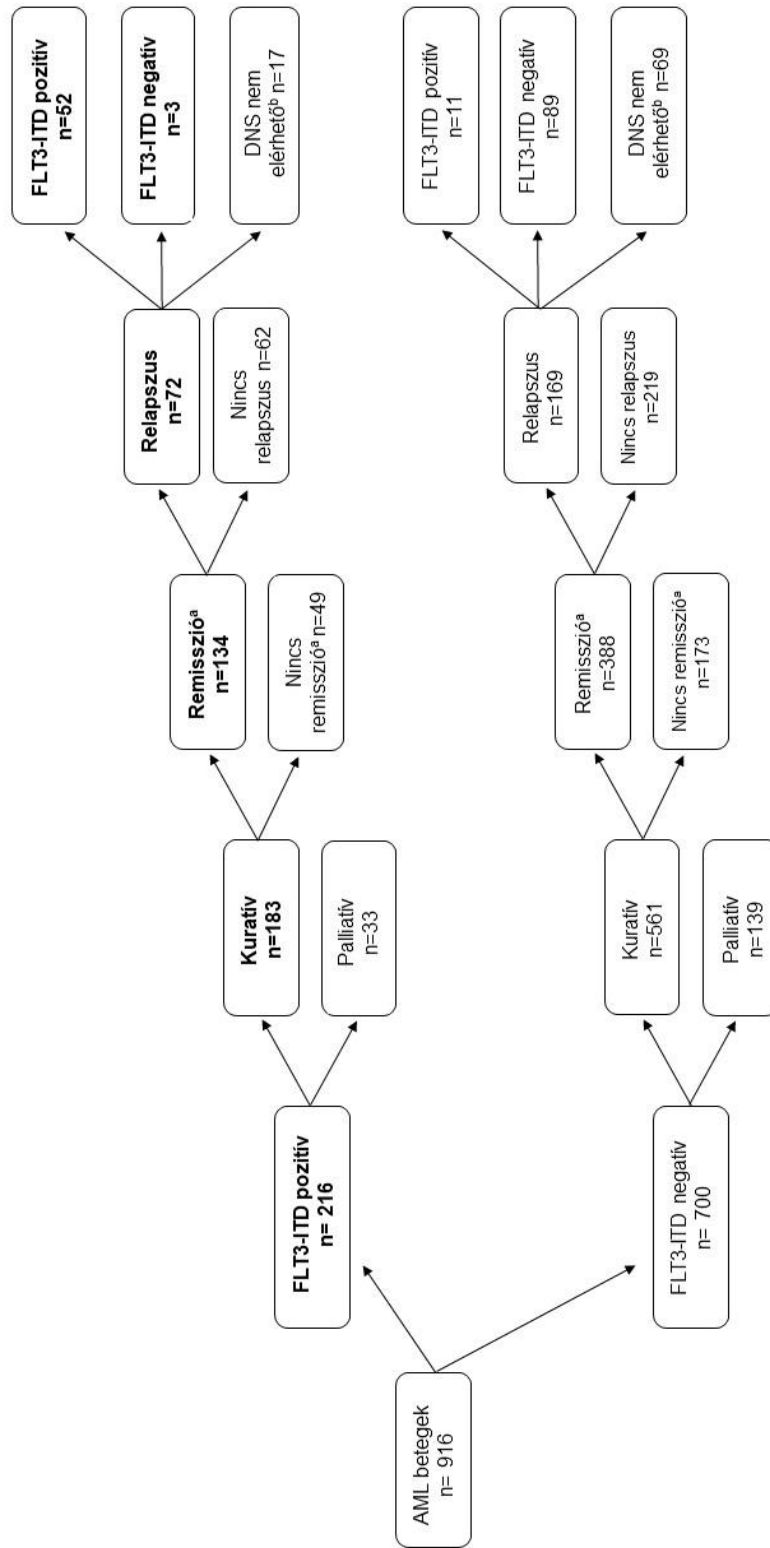 AML betegek
n= 916
FLT3-ITD pozitív
n= 216
Kuratív
n=183
Palliatív
n=33
Remisszióª
n=134
Nincs
remisszióª n=49
Relapszus
n=72
Nincs
relapszus n=62
FLT3-ITD pozitív
n=52
FLT3-ITD negatív
n=3
DNS nem
elérhetőᵇ n=17
FLT3-ITD negatív
n= 700
Kuratív
n=561
Palliatív
n=139
Remisszióª
n=388
Nincs remisszióª
n=173
Relapszus
n=169
Nincs relapszus
n=219
FLT3-ITD pozitív
n=11
FLT3-ITD negatív
n=89
DNS nem
elérhetőᵇ n=69